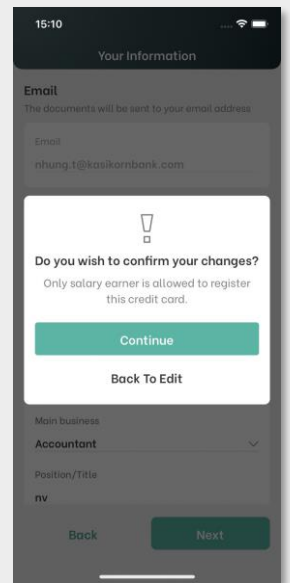 15:10
Your Information
Email
The documents will be sent to your email address
Email
nhung.t@kasikornbank.com
Do you wish to confirm your changes?
Only salary earner is allowed to register
this credit card.
Continue
Back To Edit
Main business
Accountant
Position/Title
nv
Back
Next